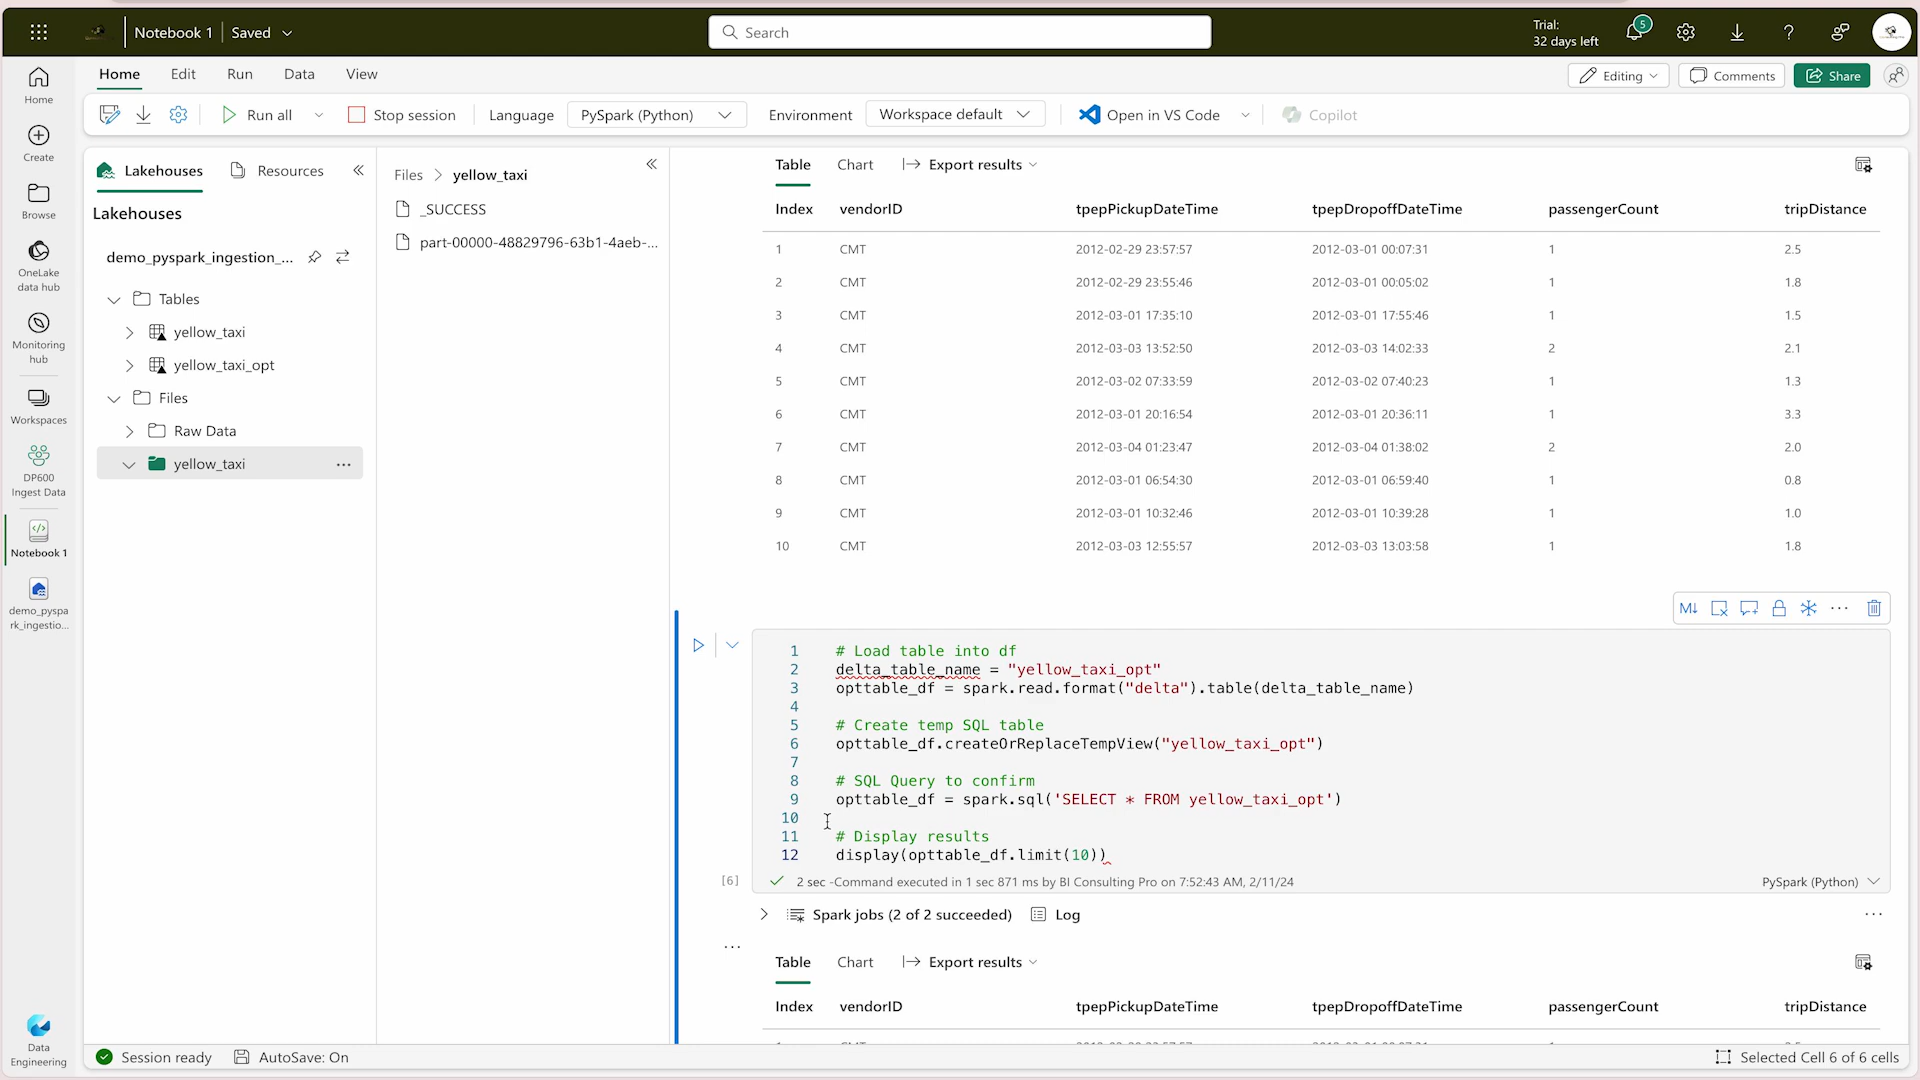 Notebook 1 | Saved
Search
Trial:
32 days left
5
Home
Edit
Run
Data
View
Editing
Comments
Share
Run all
Stop session
Language
PySpark (Python)
Environment
Workspace default
Open in VS Code
Copilot
Home
Create
Browse
OneLake
data hub
Monitoring
hub
Workspaces
DP600
Ingest Data
Notebook 1
demo_pyspa
rk_ingestio...
Data
Engineering
Lakehouses
Resources
Lakehouses
demo_pyspark_ingestion_...
Tables
yellow_taxi
yellow_taxi_opt
Files
Raw Data
yellow_taxi
Files > yellow_taxi
_SUCCESS
part-00000-48829796-63b1-4aeb-...
Table Chart Export results
Index vendorID tpepPickupDateTime tpepDropoffDateTime passengerCount tripDistance
1 CMT 2012-02-29 23:57:57 2012-03-01 00:07:31 1 2.5
2 CMT 2012-02-29 23:55:46 2012-03-01 00:05:02 1 1.8
3 CMT 2012-03-01 17:35:10 2012-03-01 17:55:46 1 1.5
4 CMT 2012-03-03 13:52:50 2012-03-03 14:02:33 2 2.1
5 CMT 2012-03-02 07:33:59 2012-03-02 07:40:23 1 1.3
6 CMT 2012-03-01 20:16:54 2012-03-01 20:36:11 1 3.3
7 CMT 2012-03-04 01:23:47 2012-03-04 01:38:02 2 2.0
8 CMT 2012-03-01 06:54:30 2012-03-01 06:59:40 1 0.8
9 CMT 2012-03-01 10:32:46 2012-03-01 10:39:28 1 1.0
10 CMT 2012-03-03 12:55:57 2012-03-03 13:03:58 1 1.8
M↓
1 # Load table into df
2 delta_table_name = "yellow_taxi_opt"
3 opttable_df = spark.read.format("delta").table(delta_table_name)
4
5 # Create temp SQL table
6 opttable_df.createOrReplaceTempView("yellow_taxi_opt")
7
8 # SQL Query to confirm
9 opttable_df = spark.sql('SELECT * FROM yellow_taxi_opt')
10
11 # Display results
12 display(opttable_df.limit(10))
[6] 2 sec -Command executed in 1 sec 871 ms by BI Consulting Pro on 7:52:43 AM, 2/11/24 PySpark (Python)
Spark jobs (2 of 2 succeeded) Log
Table Chart Export results
Index vendorID tpepPickupDateTime tpepDropoffDateTime passengerCount tripDistance
Session ready AutoSave: On Selected Cell 6 of 6 cells